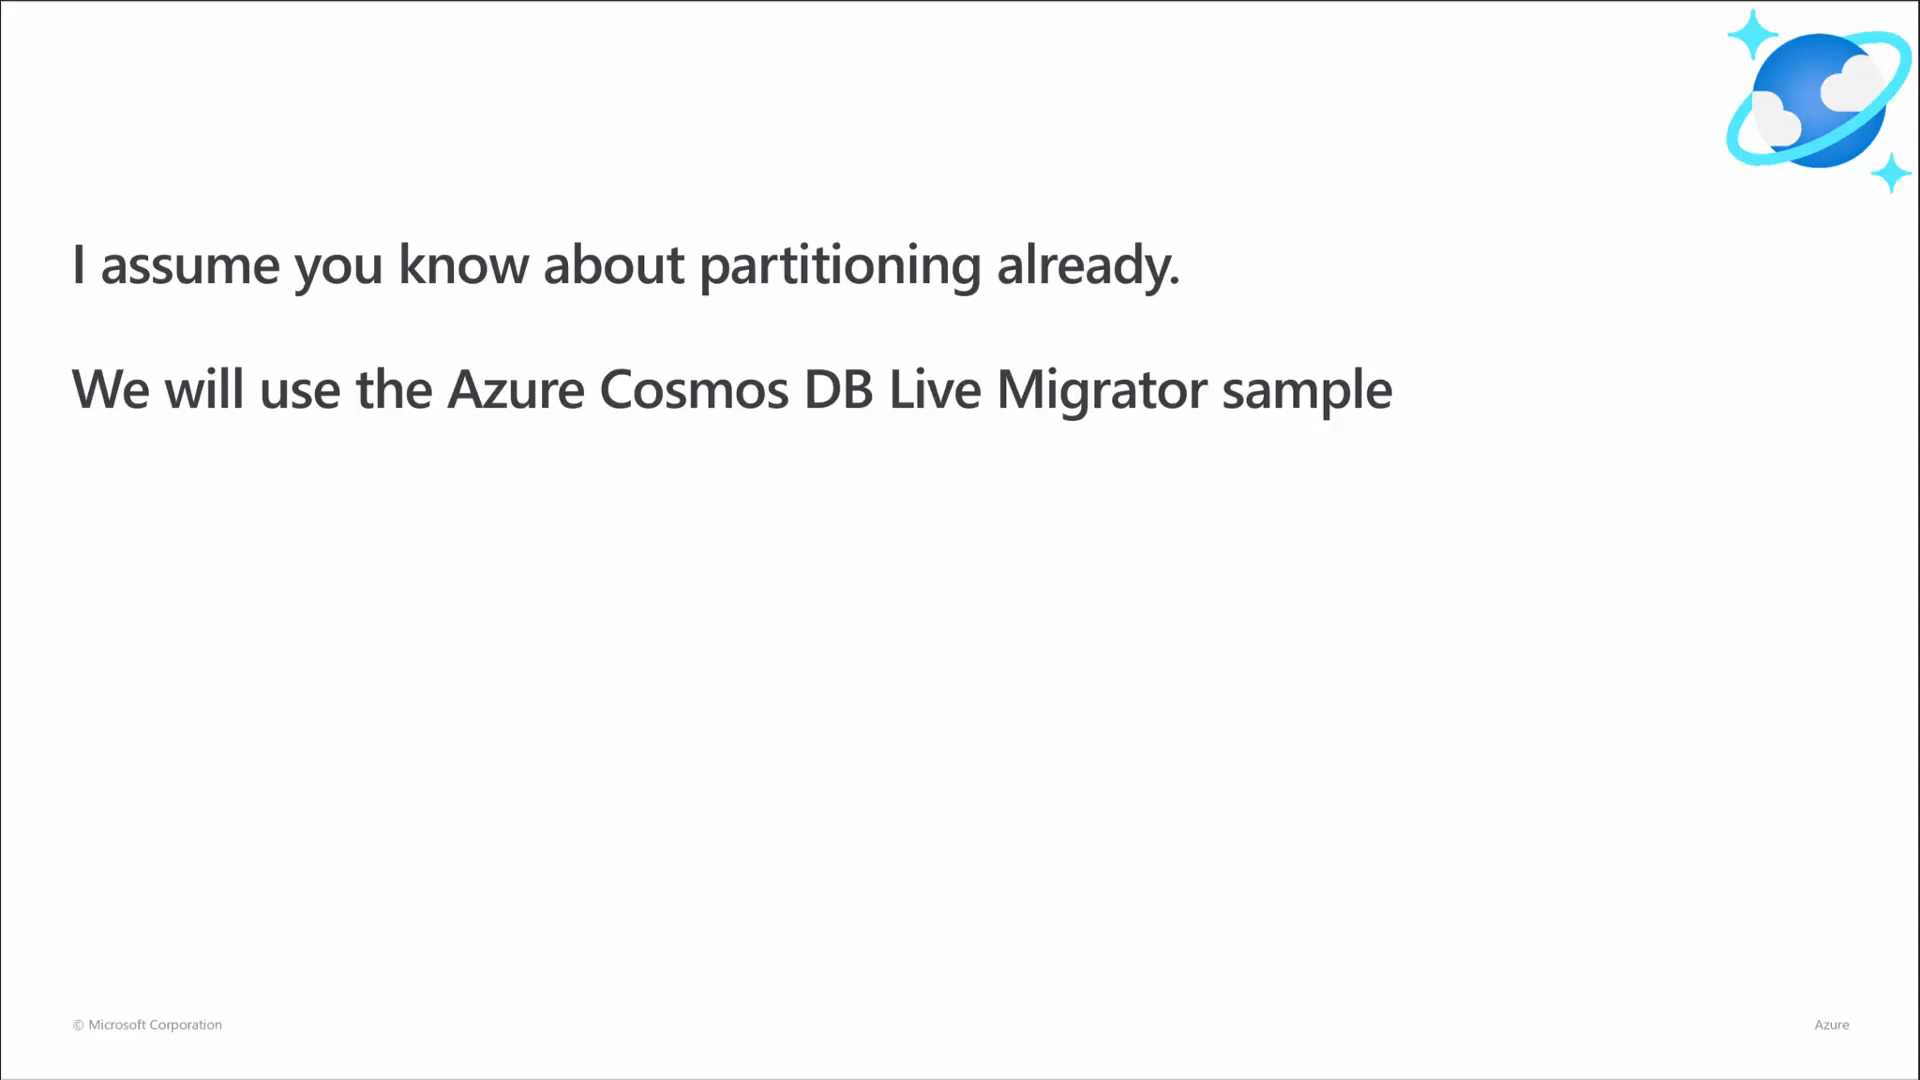 I assume you know about partitioning already.
We will use the Azure Cosmos DB Live Migrator sample
© Microsoft Corporation
Azure